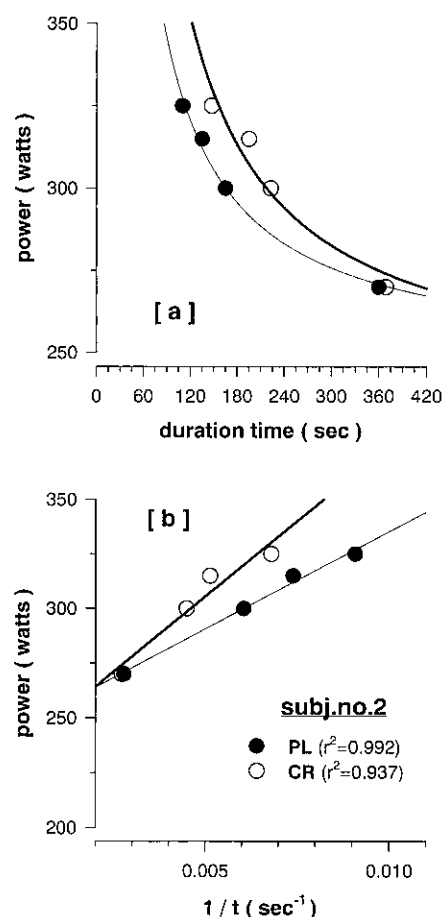 350
300
250
power ( watts )
[ a ]
0 60 120 180 240 300 360 420
duration time ( sec )
350
300
250
200
power ( watts )
[ b ]
subj.no.2
PL (r²=0.992)
CR (r²=0.937)
0.005 0.010
1 / t ( sec⁻¹ )